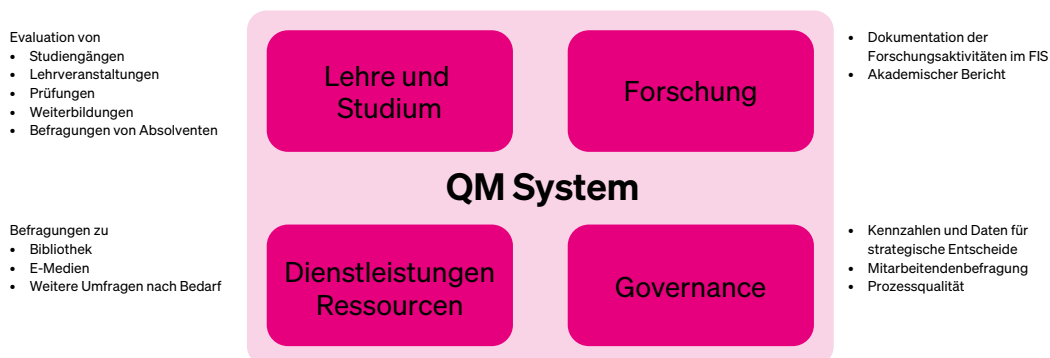 Evaluation von
• Studiengängen
• Lehrveranstaltungen
• Prüfungen
• Weiterbildungen
• Befragungen von Absolventen
Lehre und
Studium
Forschung
• Dokumentation der
Forschungsaktivitäten im FIS
• Akademischer Bericht
QM System
Befragungen zu
• Bibliothek
• E-Medien
• Weitere Umfragen nach Bedarf
Dienstleistungen
Ressourcen
Governance
• Kennzahlen und Daten für
strategische Entscheide
• Mitarbeitendenbefragung
• Prozessqualität